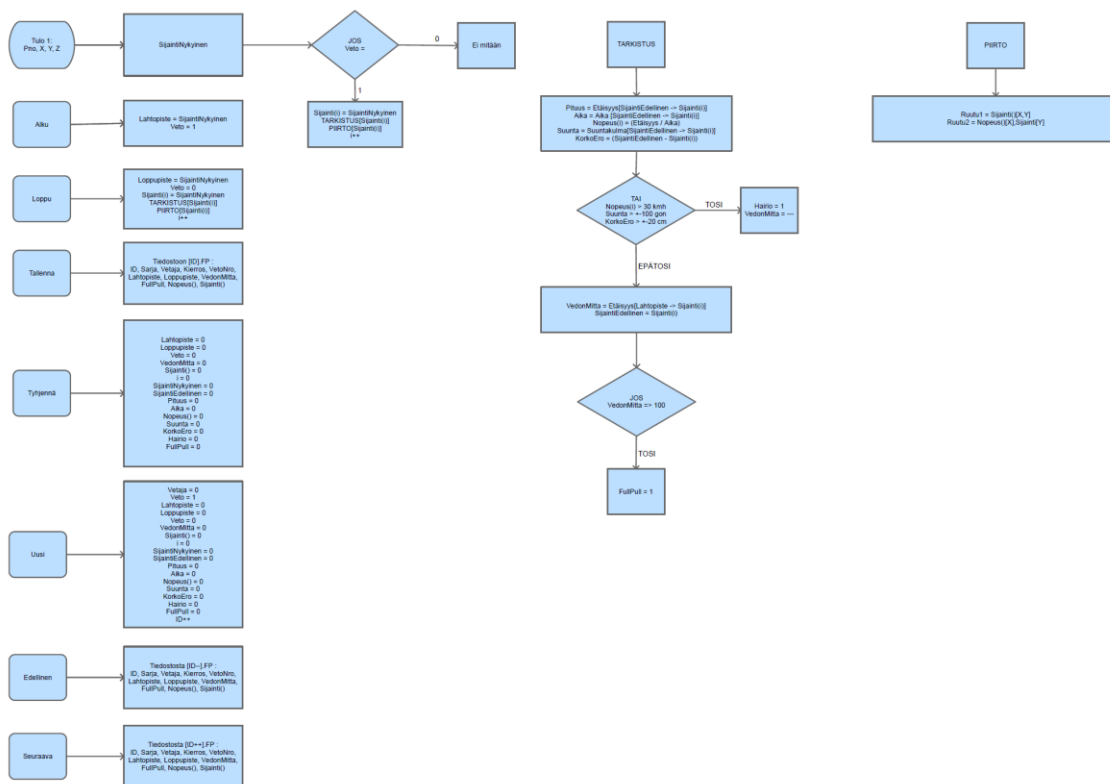 Tulo 1:
Pno, X, Y, Z
SijaintiNykyinen
JOS
Veto =
0
Ei mitään
1
Sijainti(i) = SijaintiNykyinen
TARKISTUS[Sijainti(i)]
PIIRTO[Sijainti(i)]
i++
Alku
Lahtopiste = SijaintiNykyinen
Veto = 1
Loppu
Loppupiste = SijaintiNykyinen
Veto = 0
Sijainti(i) = SijaintiNykyinen
TARKISTUS[Sijainti(i)]
PIIRTO[Sijainti(i)]
i++
Tallenna
Tiedostoon [ID].FP :
ID, Sarja, Vetaja, Kierros, VetoNro,
Lahtopiste, Loppupiste, VedonMitta,
FullPull, Nopeus(), Sijainti()
Tyhjennä
Lahtopiste = 0
Loppupiste = 0
Veto = 0
VedonMitta = 0
Sijainti() = 0
i = 0
SijaintiNykyinen = 0
SijaintiEdellinen = 0
Pituus = 0
Aika = 0
Nopeus() = 0
Suunta = 0
KorkoEro = 0
Hairio = 0
FullPull = 0
Uusi
Vetaja = 0
Veto = 1
Lahtopiste = 0
Loppupiste = 0
Veto = 0
VedonMitta = 0
Sijainti() = 0
i = 0
SijaintiNykyinen = 0
SijaintiEdellinen = 0
Pituus = 0
Aika = 0
Nopeus() = 0
Suunta = 0
KorkoEro = 0
Hairio = 0
FullPull = 0
ID++
Edellinen
Tiedostosta [ID--].FP :
ID, Sarja, Vetaja, Kierros, VetoNro,
Lahtopiste, Loppupiste, VedonMitta,
FullPull, Nopeus(), Sijainti()
Seuraava
Tiedostosta [ID++].FP :
ID, Sarja, Vetaja, Kierros, VetoNro,
Lahtopiste, Loppupiste, VedonMitta,
FullPull, Nopeus(), Sijainti()
TARKISTUS
Pituus = Etäisyys[SijaintiEdellinen -> Sijainti(i)]
Aika = Aika [SijaintiEdellinen -> Sijainti(i)]
Nopeus(i) = (Etäisyys / Aika)
Suunta = Suuntakulma[SijaintiEdellinen -> Sijainti(i)]
KorkoEro = (SijaintiEdellinen - Sijainti(i))
TAI
Nopeus(i) > 30 kmh
Suunta = +-100 gon
KorkoEro > +-20 cm
TOSI
Hairio = 1
VedonMitta = ---
EPÄTOSI
VedonMitta = Etäisyys[Lahtopiste -> Sijainti(i)]
SijaintiEdellinen = Sijainti(i)
JOS
VedonMitta => 100
TOSI
FullPull = 1
PIIRTO
Ruutu1 = Sijainti()[X,Y]
Ruutu2 = Nopeus()[X],Sijainti[Y]